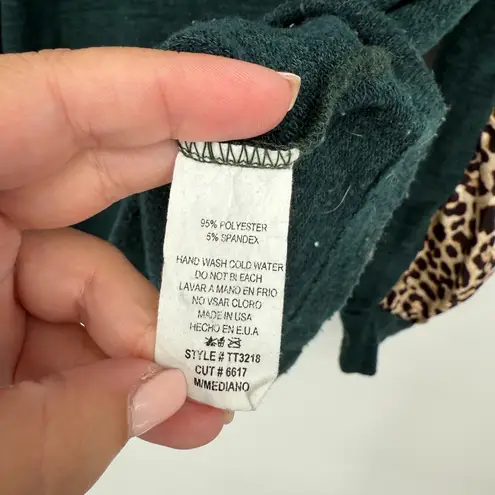 95% POLYESTER
5% SPANDEX
HAND WASH COLD WATER
DO NOT BLEACH
LAVAR A MANO EN FRIO
NO VSAR CLORO
MADE IN USA
HECHO EN E.U.A
STYLE # TT3218
CUT # 6617
M/MEDIANO